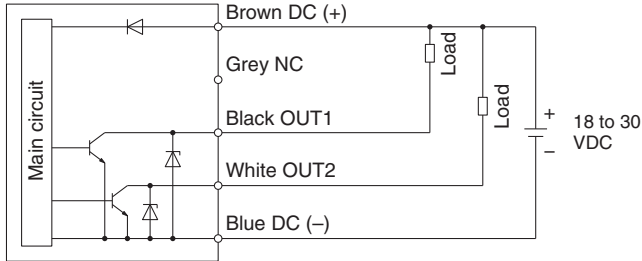 Brown DC (+)
Grey NC
Black OUT1
White OUT2
Blue DC (–)
Main circuit
Load
Load
+
–
18 to 30
VDC